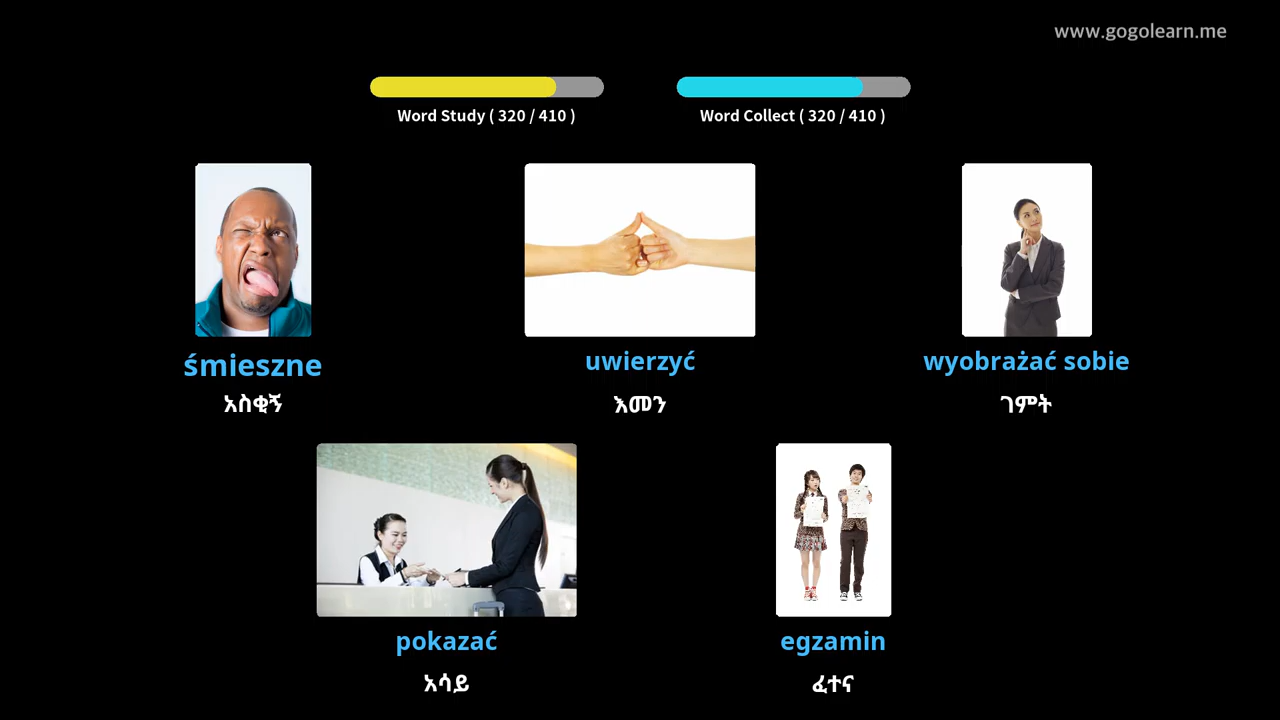 www.gogolearn.me
Word Study ( 320 / 410 )
Word Collect ( 320 / 410 )
śmieszne
አስቂኝ
uwierzyć
እመን
wyobrażać sobie
ገምት
pokazać
አሳይ
egzamin
ፈተና